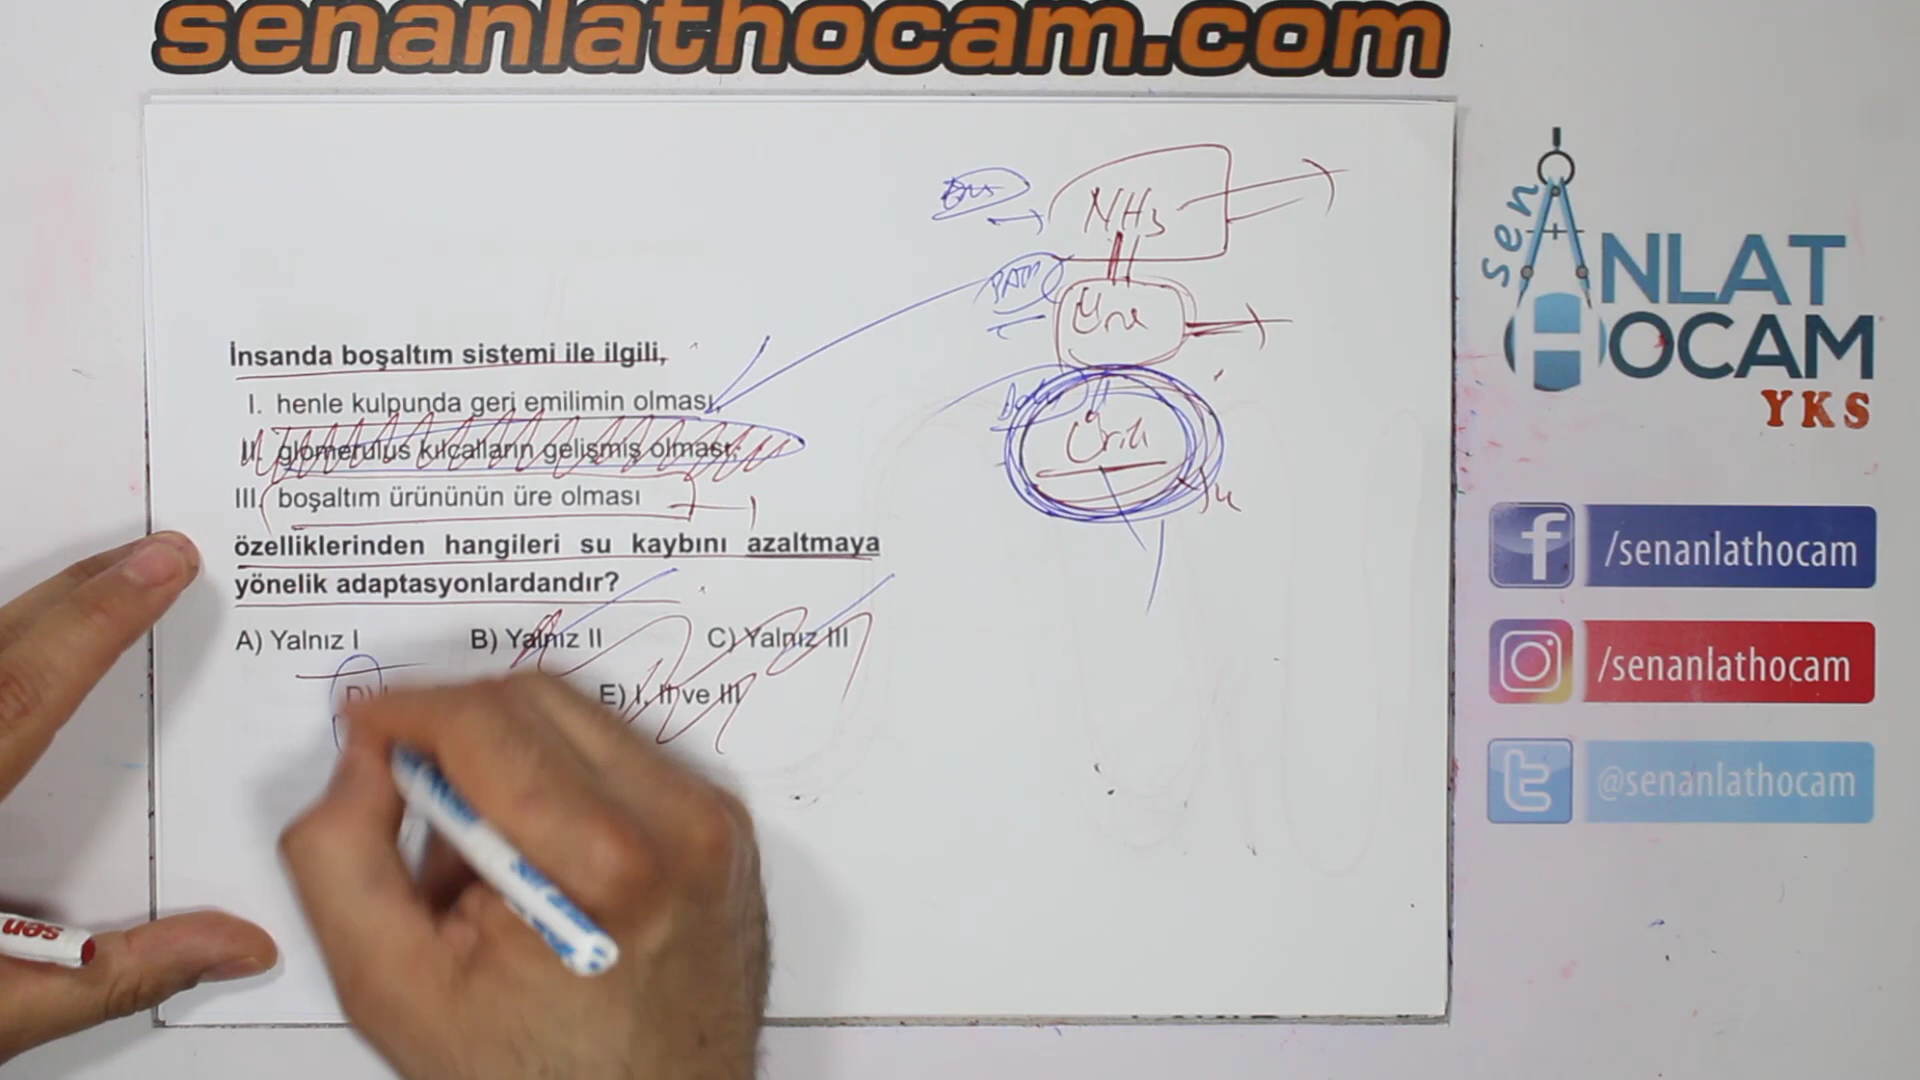 senanlathocam.com
NH3
Üre
Ürik
İnsanda boşaltım sistemi ile ilgili,
I. henle kulpunda geri emilimin olması,
II. glomerulus kılcalların gelişmiş olması,
III. boşaltım ürününün üre olması
özelliklerinden hangileri su kaybını azaltmaya
yönelik adaptasyonlardandır?
A) Yalnız I B) Yalnız II C) Yalnız III
D) E) I, II ve III
sen
sen
ANLAT
HOCAM
YKS
/senanlathocam
/senanlathocam
@senanlathocam